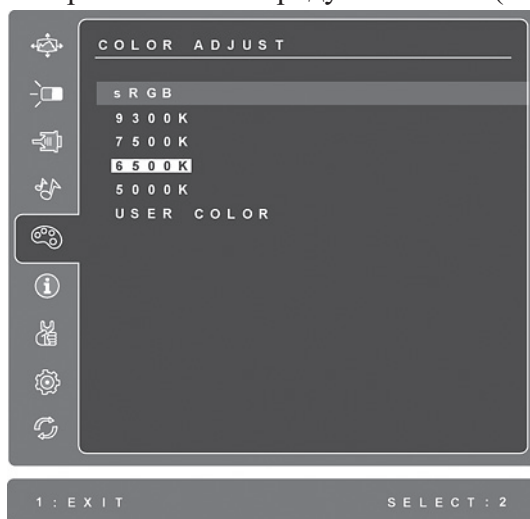 COLOR ADJUST
sRGB
9300K
7500K
6500K
5000K
USER COLOR
1:EXIT SELECT:2